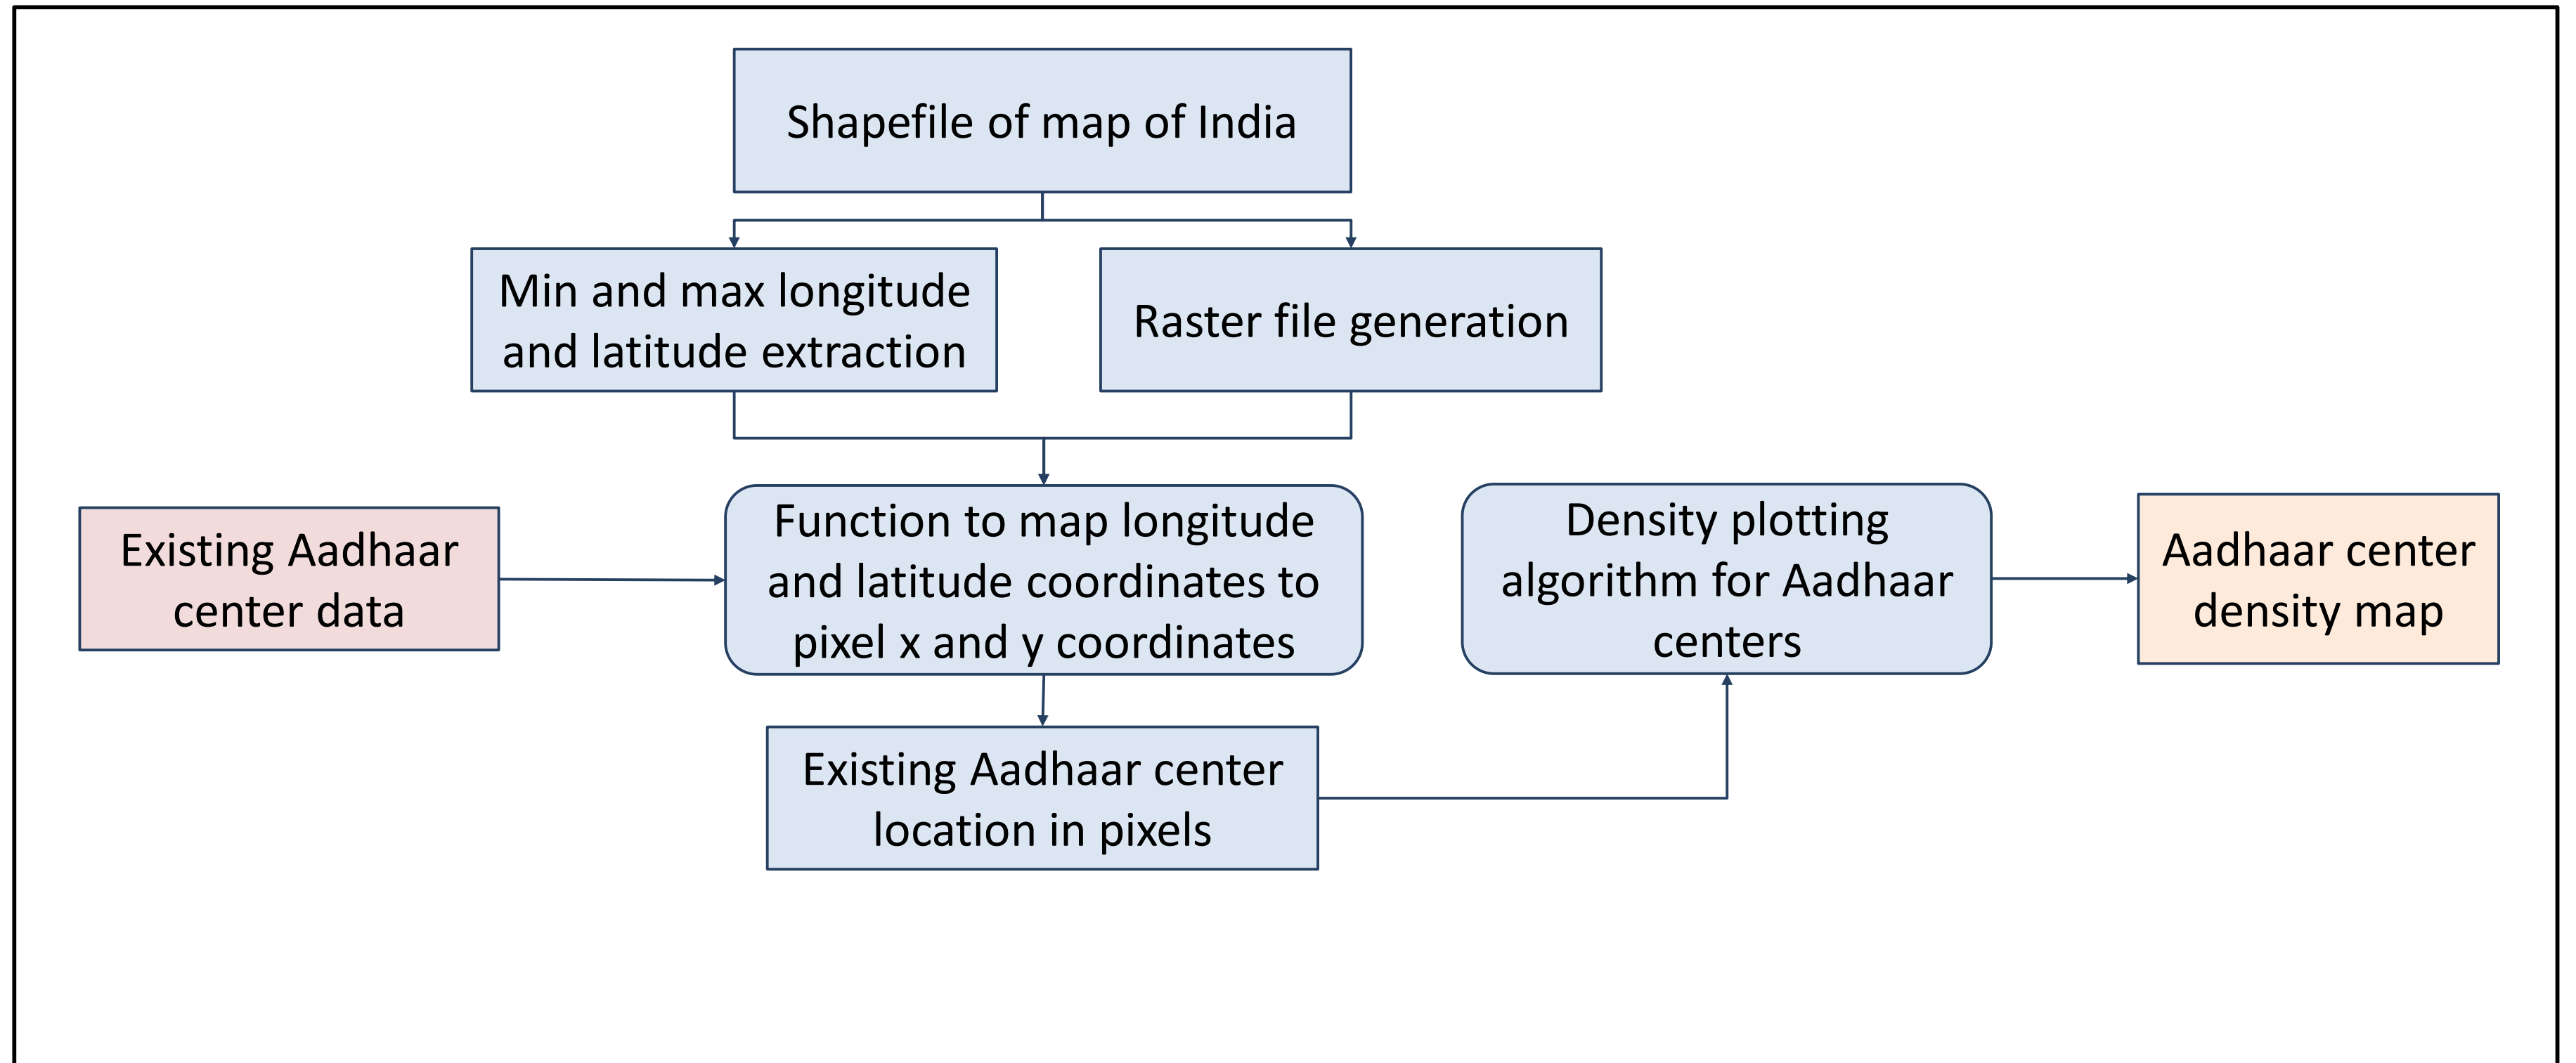 Shapefile of map of India
Min and max longitude
and latitude extraction
Raster file generation
Existing Aadhaar
center data
Function to map longitude
and latitude coordinates to
pixel x and y coordinates
Density plotting
algorithm for Aadhaar
centers
Aadhaar center
density map
Existing Aadhaar center
location in pixels